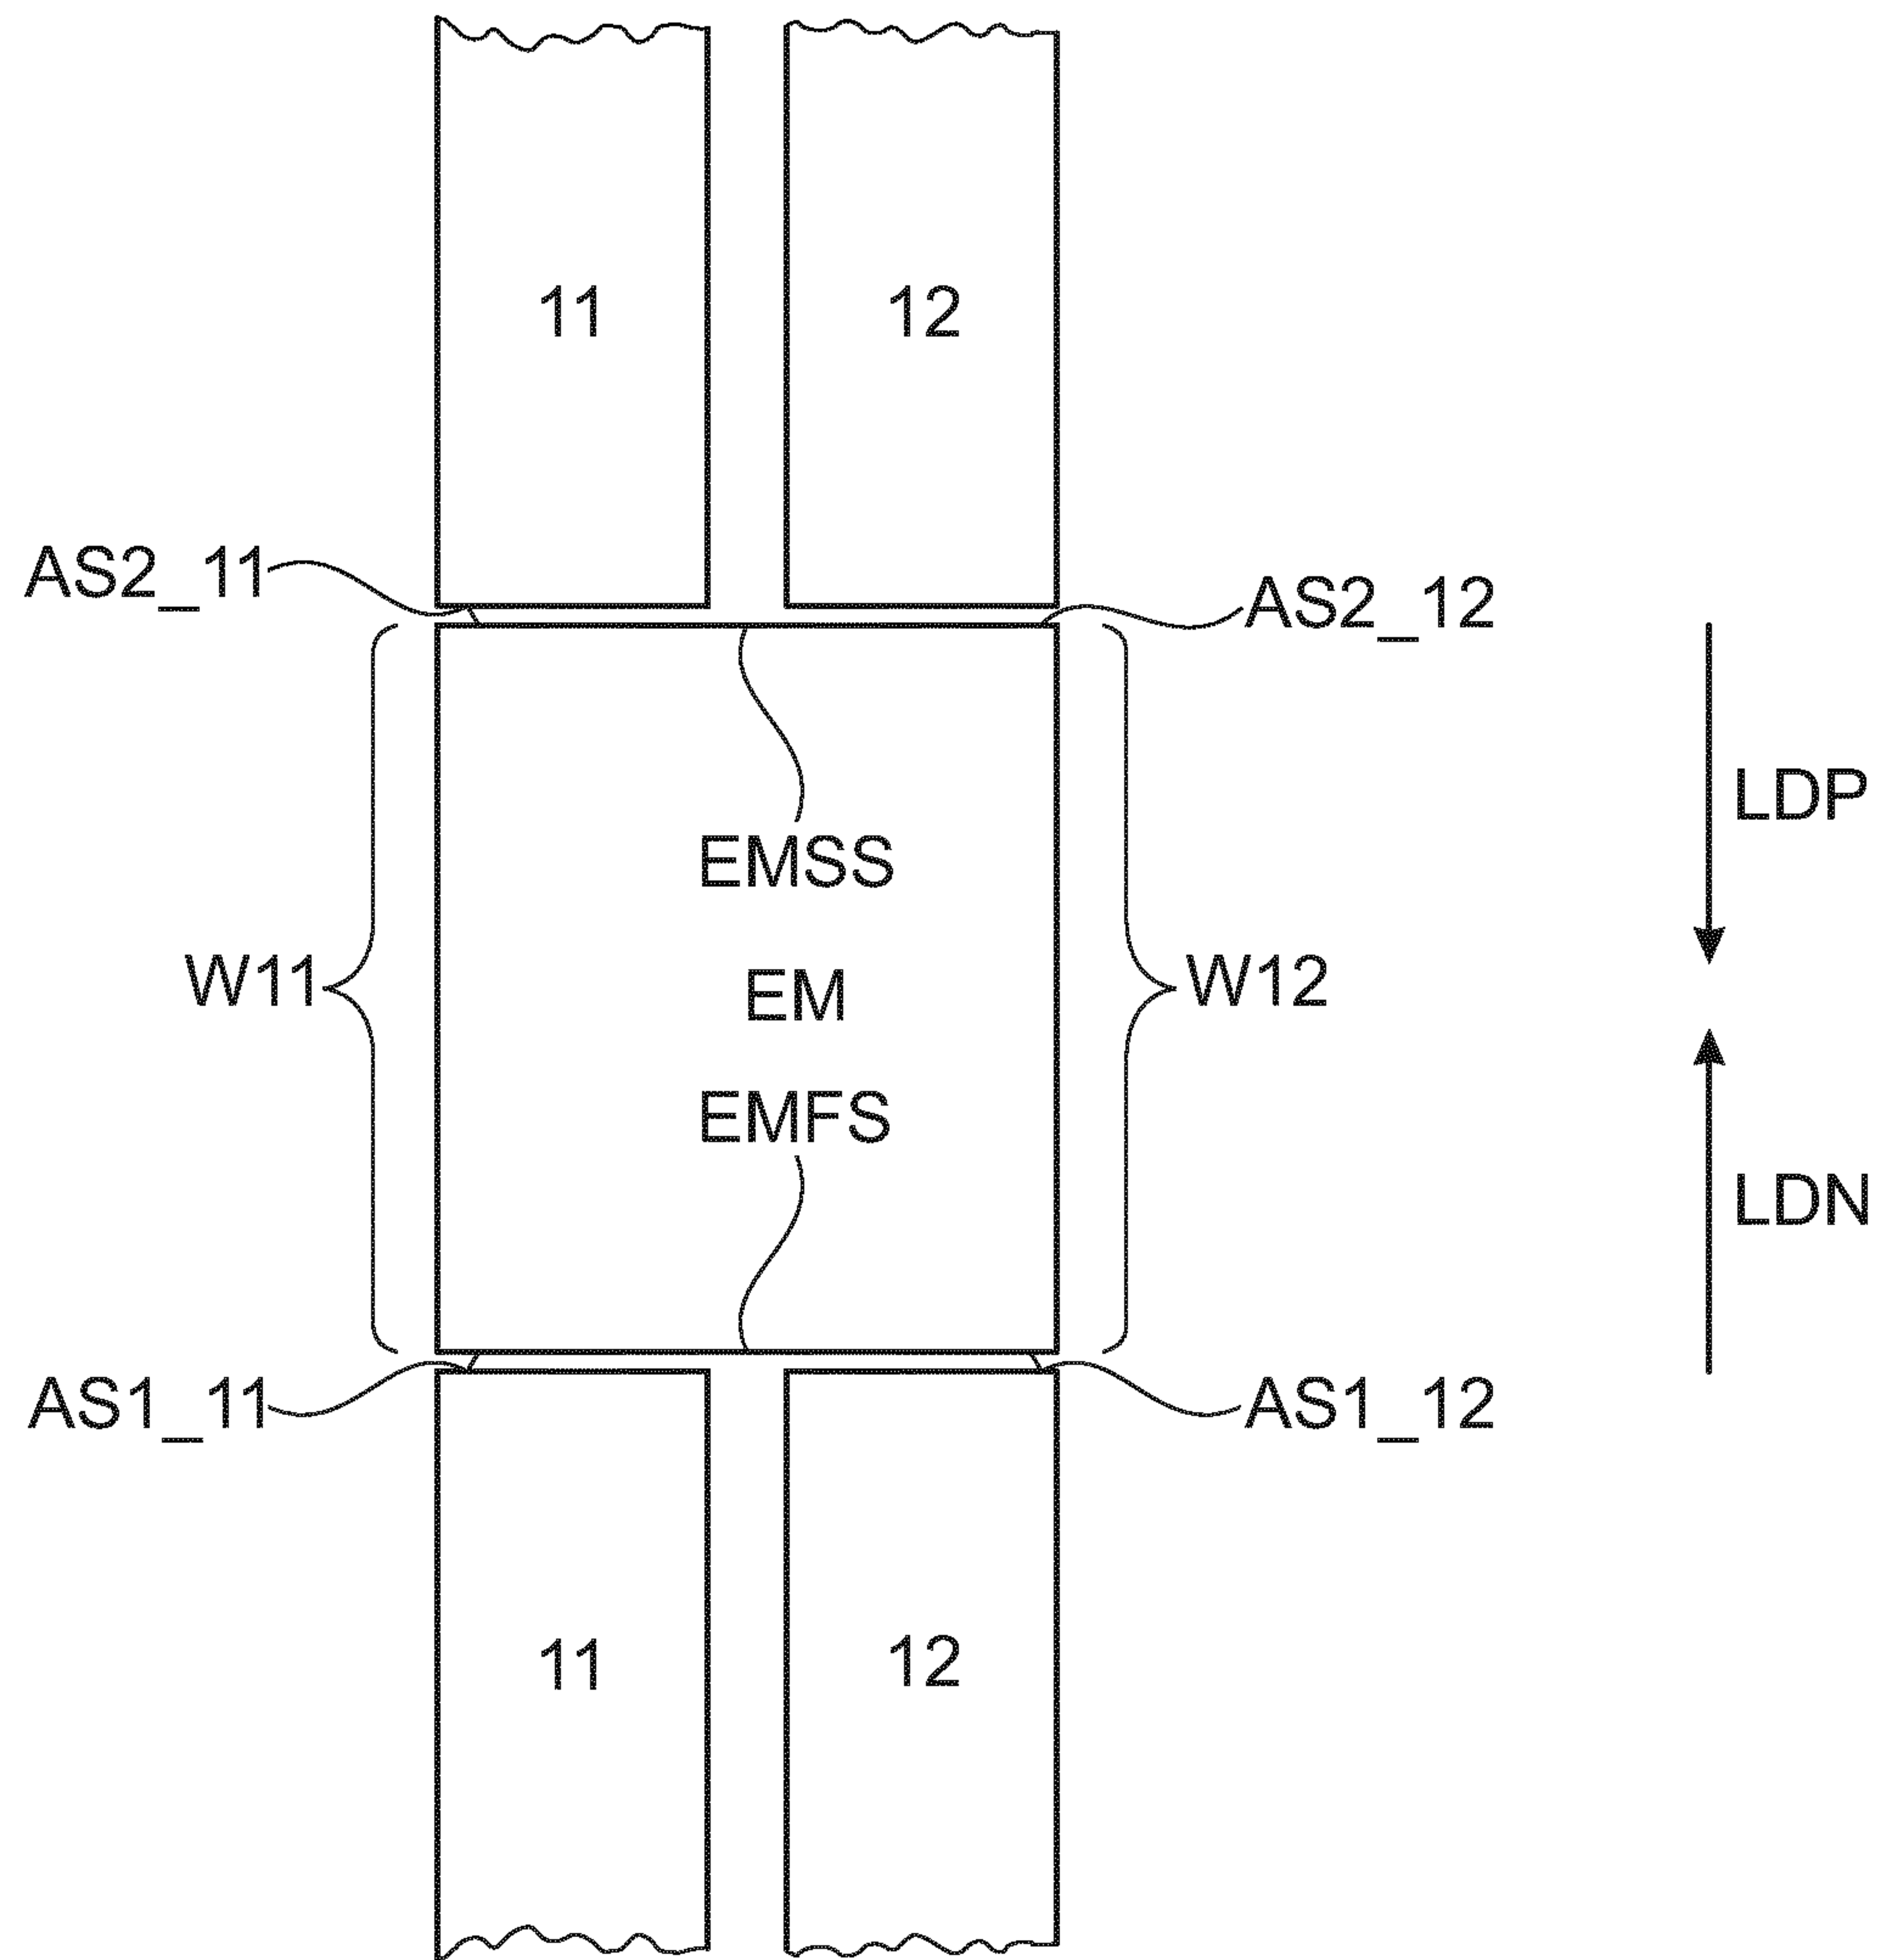 11 12
AS2_11 AS2_12
LDP
EMSS
W11 EM W12
EMFS
LDN
AS1_11 AS1_12
11 12